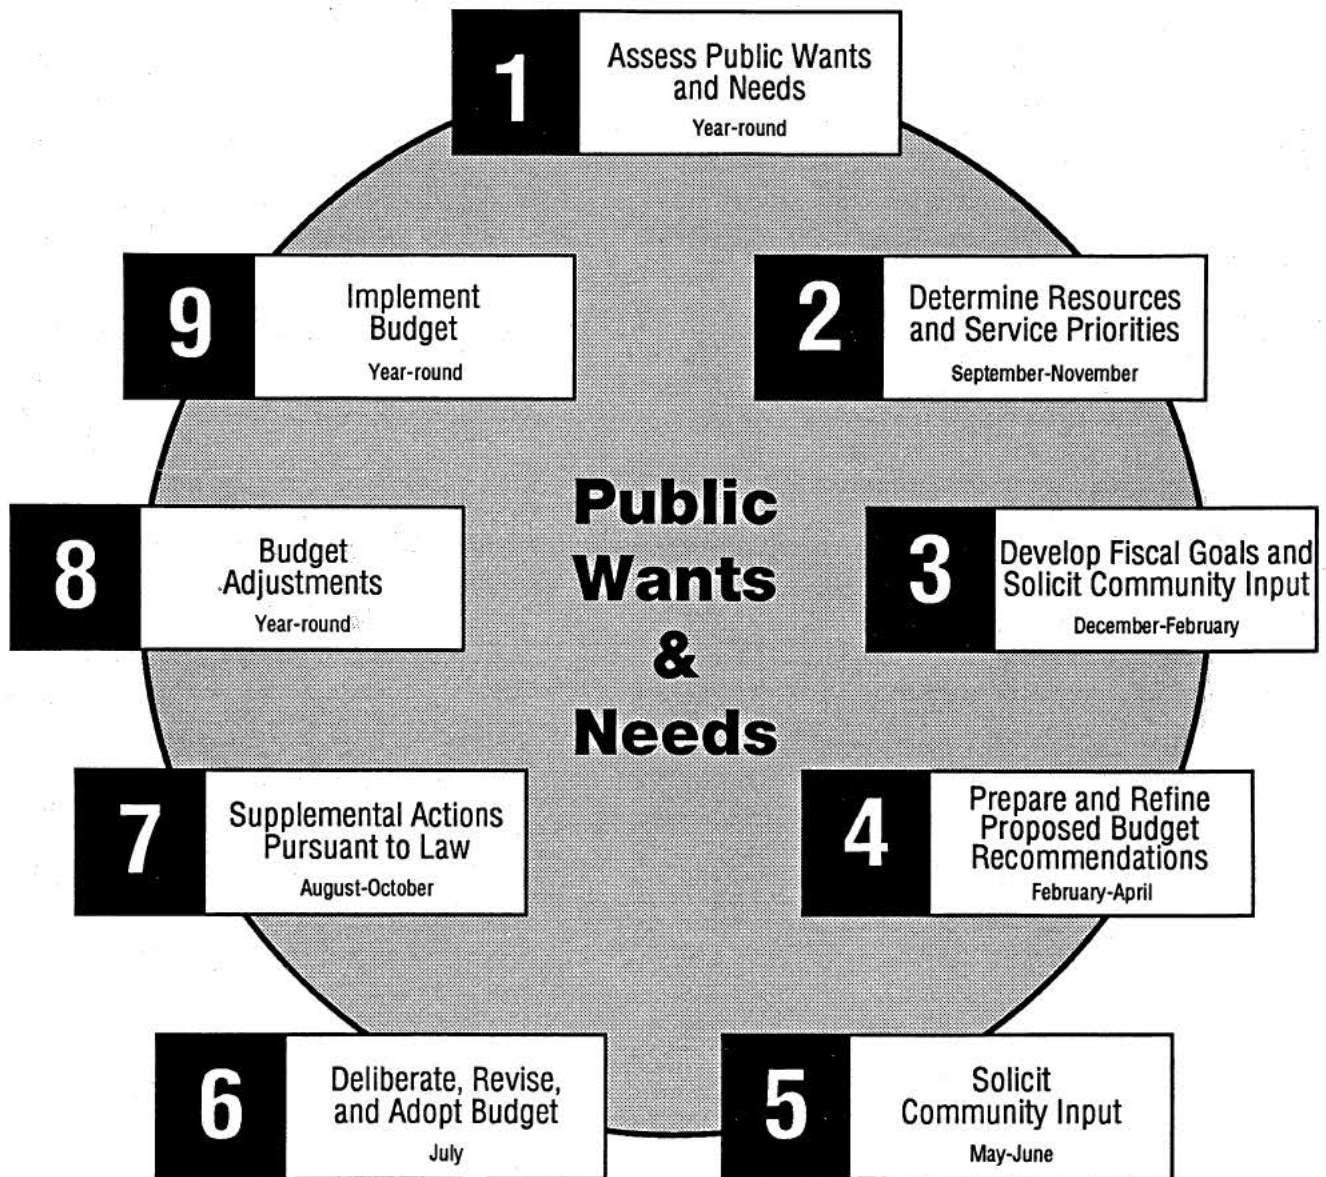 1
Assess Public Wants
and Needs
Year-round
2
Determine Resources
and Service Priorities
September-November
3
Develop Fiscal Goals and
Solicit Community Input
December-February
4
Prepare and Refine
Proposed Budget
Recommendations
February-April
5
Solicit
Community Input
May-June
6
Deliberate, Revise,
and Adopt Budget
July
7
Supplemental Actions
Pursuant to Law
August-October
8
Budget
Adjustments
Year-round
9
Implement
Budget
Year-round
Public
Wants
&
Needs